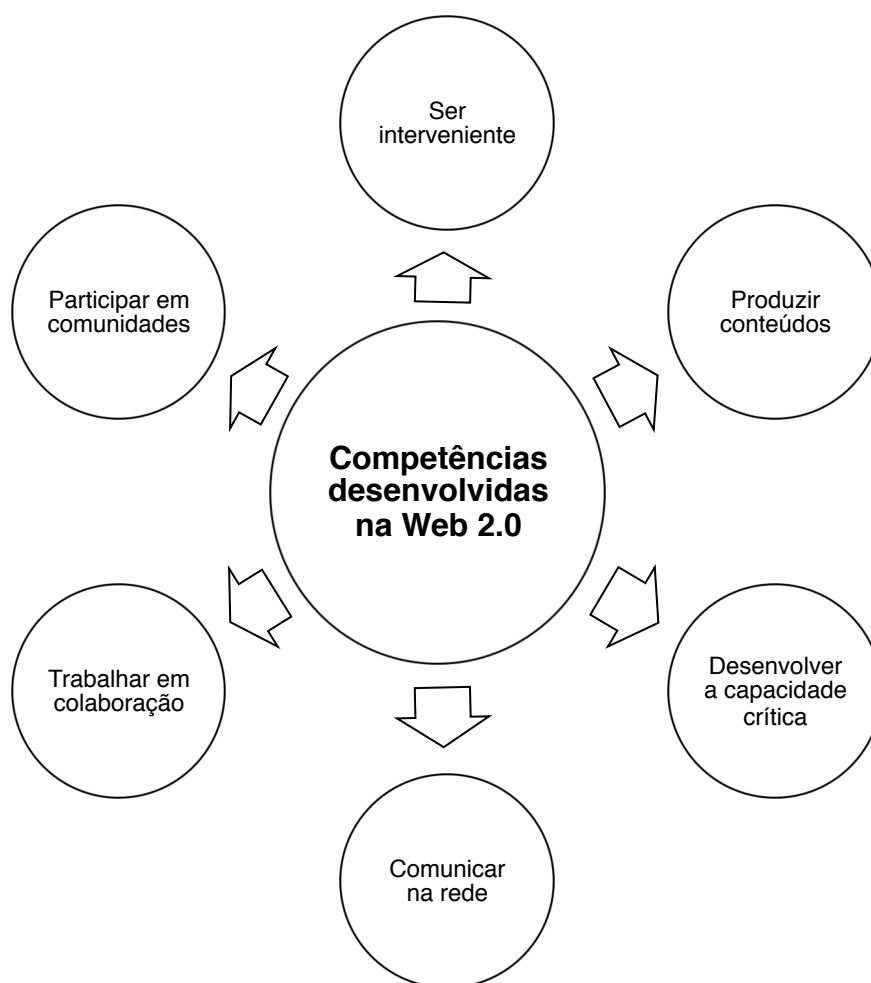 Ser
interveniente
Participar em
comunidades
Produzir
conteúdos
Competências
desenvolvidas
na Web 2.0
Trabalhar em
colaboração
Desenvolver
a capacidade
crítica
Comunicar
na rede